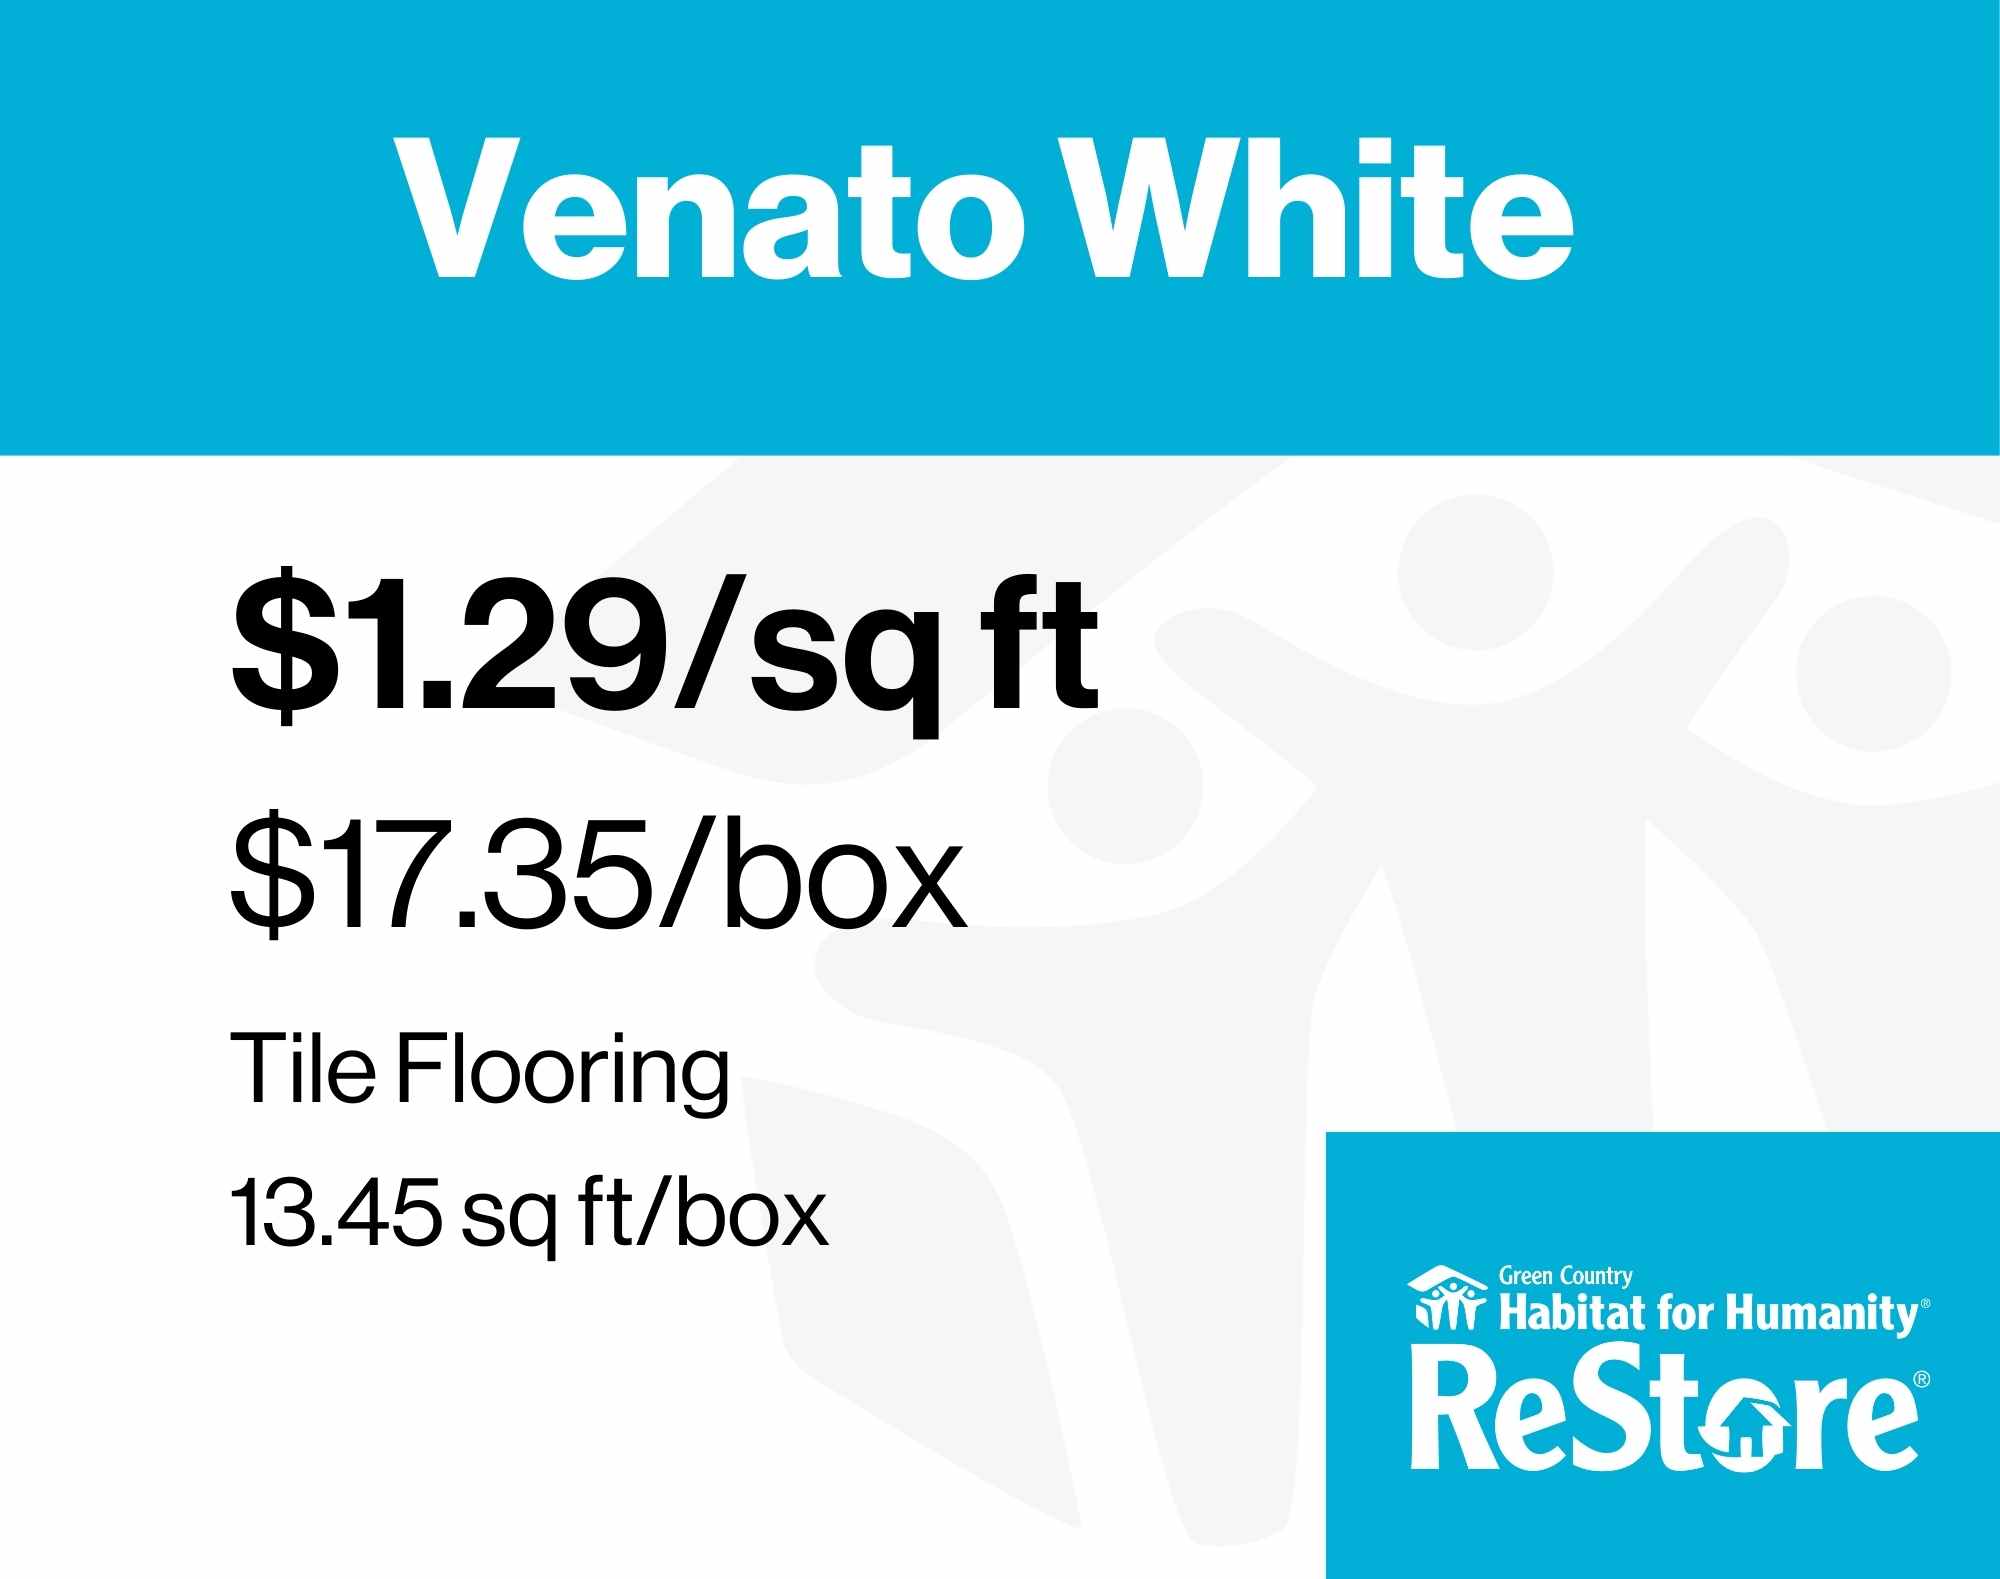 Venato White
$1.29/sq ft
$17.35/box
Tile Flooring
13.45 sq ft/box
Green Country
Habitat for Humanity®
ReStore®